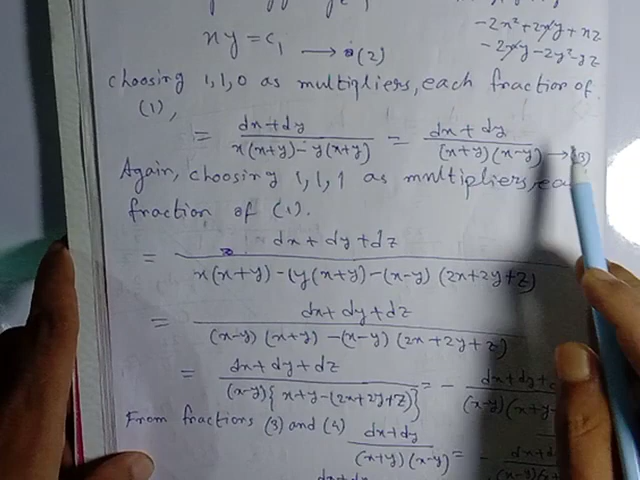 xy = c₁ → (2)
-2x² + 2xy + xz
-2xy - 2y² - yz
choosing 1, 1, 0 as multipliers, each fraction of
(1),
= (dx + dy) / (x(x+y) - y(x+y)) = (dx + dy) / ((x+y)(x-y)) → (3)
Again, choosing 1, 1, 1 as multipliers,
fraction of (1).
= (dx + dy + dz) / (x(x+y) - (y(x+y) - (x-y)(2x+2y+z)
= (dx + dy + dz) / ((x-y)(x+y) - (x-y)(2x+2y+z))
= (dx + dy + dz) / ((x-y){x+y-(2x+2y+z)}) = - (dx + dy + / ((x-y)(x+y
From fractions (3) and (4) (dx + dy) / ((x+y)(x-y)) = -
dx + dx